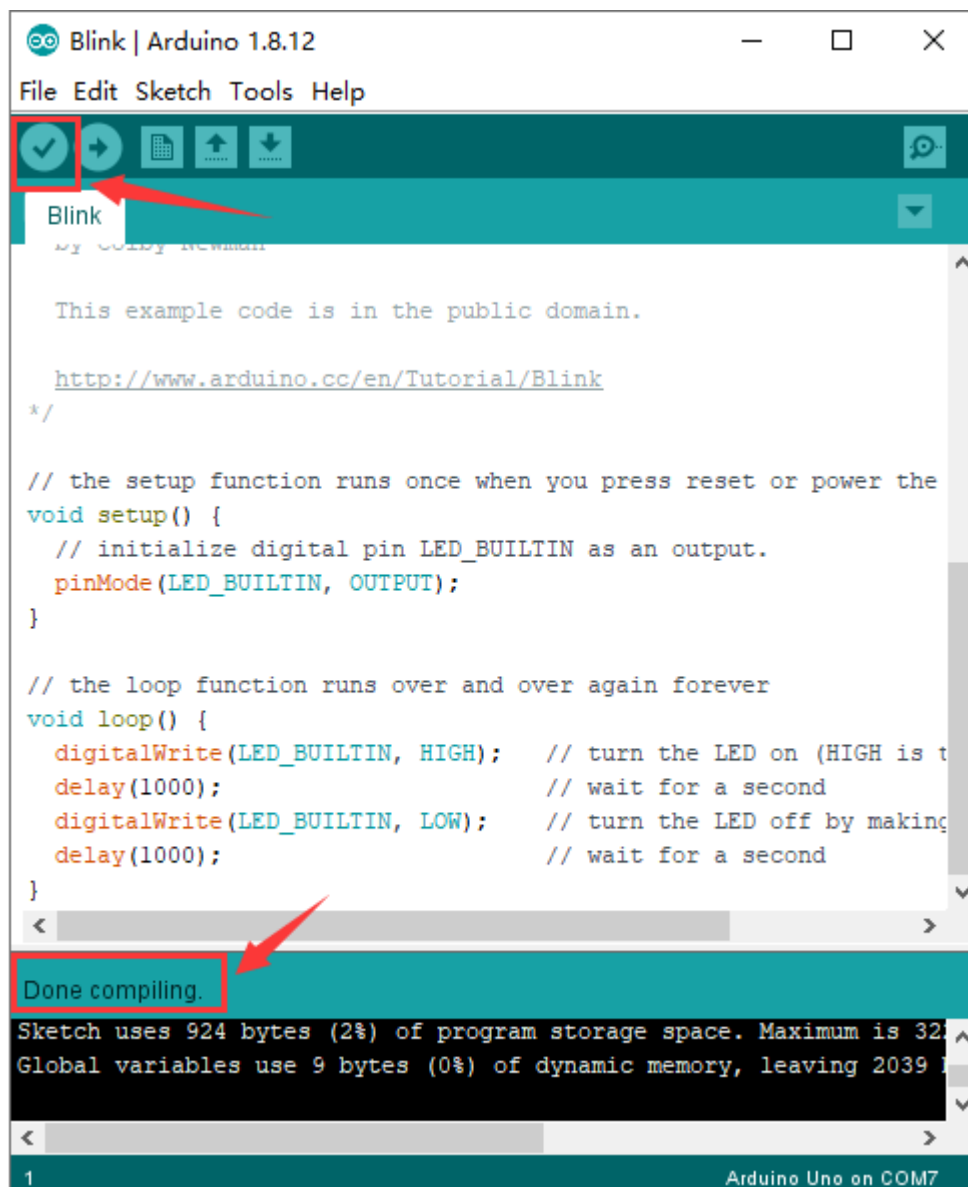 Blink | Arduino 1.8.12
File Edit Sketch Tools Help
Blink
by Colby Newman
This example code is in the public domain.
http://www.arduino.cc/en/Tutorial/Blink
*/
// the setup function runs once when you press reset or power the
void setup() {
// initialize digital pin LED_BUILTIN as an output.
pinMode(LED_BUILTIN, OUTPUT);
}
// the loop function runs over and over again forever
void loop() {
digitalWrite(LED_BUILTIN, HIGH); // turn the LED on (HIGH is t
delay(1000); // wait for a second
digitalWrite(LED_BUILTIN, LOW); // turn the LED off by making
delay(1000); // wait for a second
}
Done compiling.
Sketch uses 924 bytes (2%) of program storage space. Maximum is 32
Global variables use 9 bytes (0%) of dynamic memory, leaving 2039
1
Arduino Uno on COM7